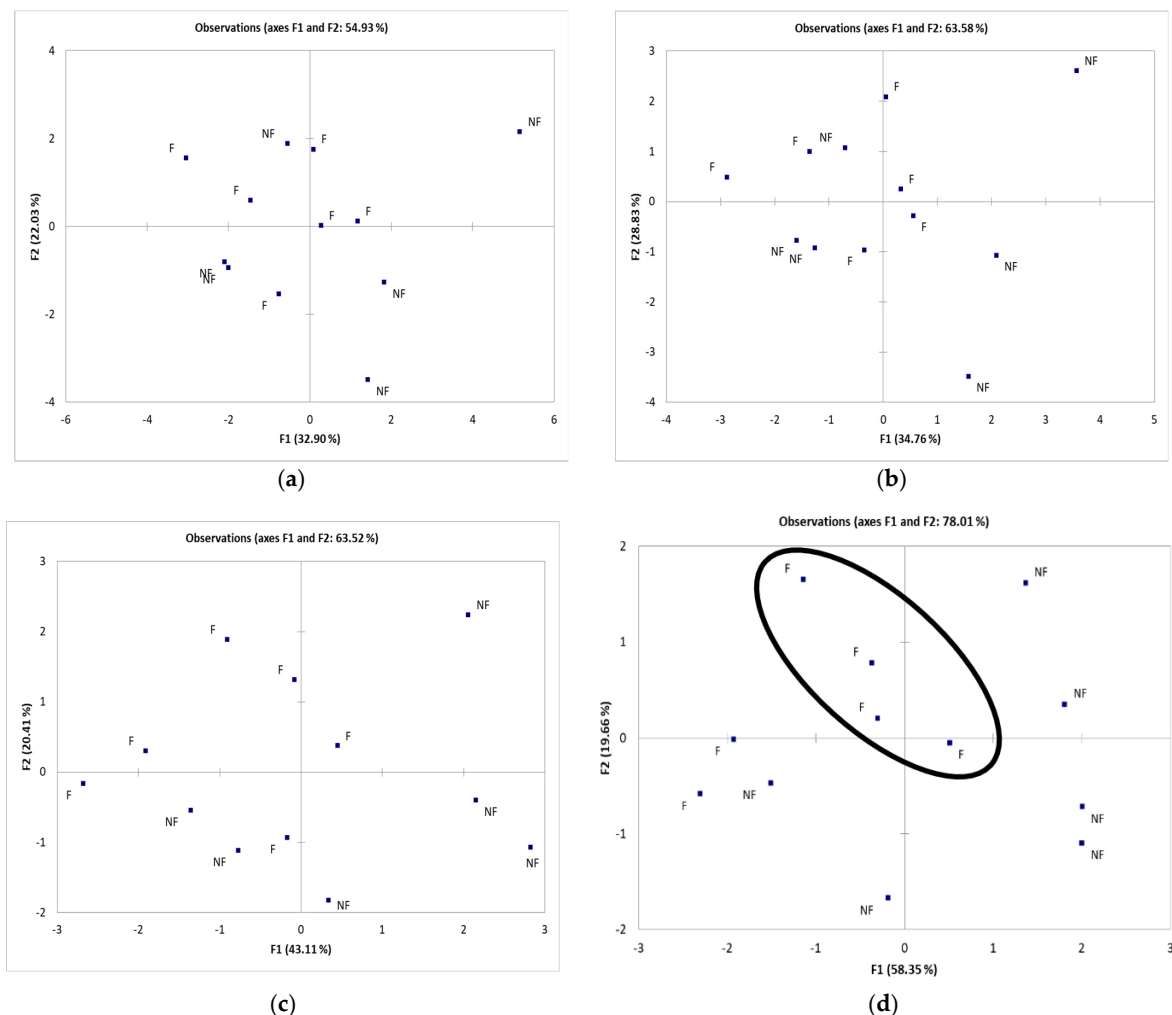 Observations (axes F1 and F2: 54.93 %)
4
NF
NF
F
2
F
F
F
F
0
NF
NF
F
NF
-2
NF
-4
-6
-4
-2
0
2
4
6
F2 (22.03 %)
F1 (32.90 %)
(a)
Observations (axes F1 and F2: 63.58 %)
3
NF
F
2
F
NF
1
F
F
0
F
NF
NF
F
NF
-1
-2
-3
NF
-4
-4
-3
-2
-1
0
1
2
3
4
5
F2 (28.83 %)
F1 (34.76 %)
(b)
Observations (axes F1 and F2: 63.52 %)
3
NF
F
2
F
1
F
F
0
F
NF
NF
NF
F
-1
NF
NF
-2
-3
-2
-1
0
1
2
3
F2 (20.41 %)
F1 (43.11 %)
(c)
Observations (axes F1 and F2: 78.01 %)
2
F
NF
1
F
NF
F
0
F
F
F
NF
NF
-1
NF
NF
-2
-3
-2
-1
0
1
2
3
F2 (19.66 %)
F1 (58.35 %)
(d)